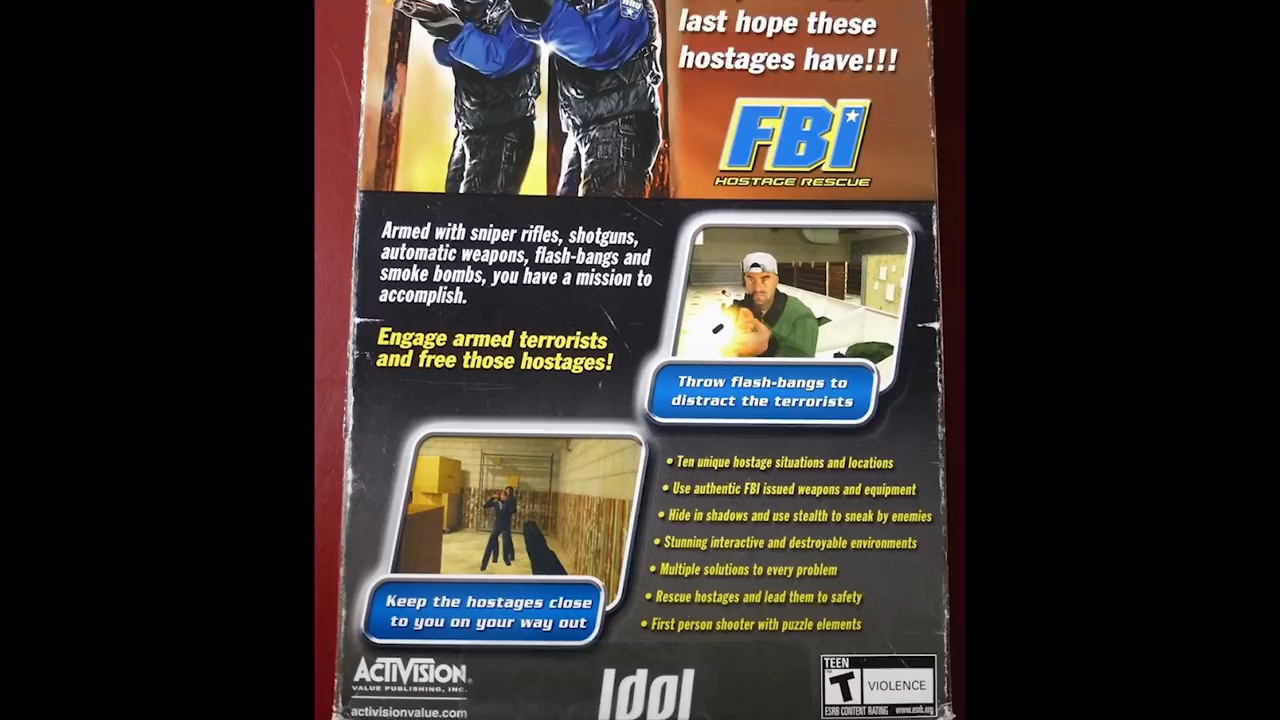 last hope these
hostages have!!!
FBI
HOSTAGE RESCUE
Armed with sniper rifles, shotguns,
automatic weapons, flash-bangs and
smoke bombs, you have a mission to
accomplish.
Engage armed terrorists
and free those hostages!
Throw flash-bangs to
distract the terrorists
• Ten unique hostage situations and locations
• Use authentic FBI issued weapons and equipment
• Hide in shadows and use stealth to sneak by enemies
• Stunning interactive and destroyable environments
• Multiple solutions to every problem
• Rescue hostages and lead them to safety
• First person shooter with puzzle elements
Keep the hostages close
to you on your way out
ACTIVISION
VALUE PUBLISHING, INC.
activisionvalue.com
Idol
TEEN
T
VIOLENCE
ESRB CONTENT RATING www.esrb.org